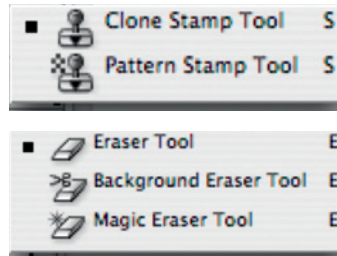 Clone Stamp Tool S
Pattern Stamp Tool S
Eraser Tool E
Background Eraser Tool E
Magic Eraser Tool E